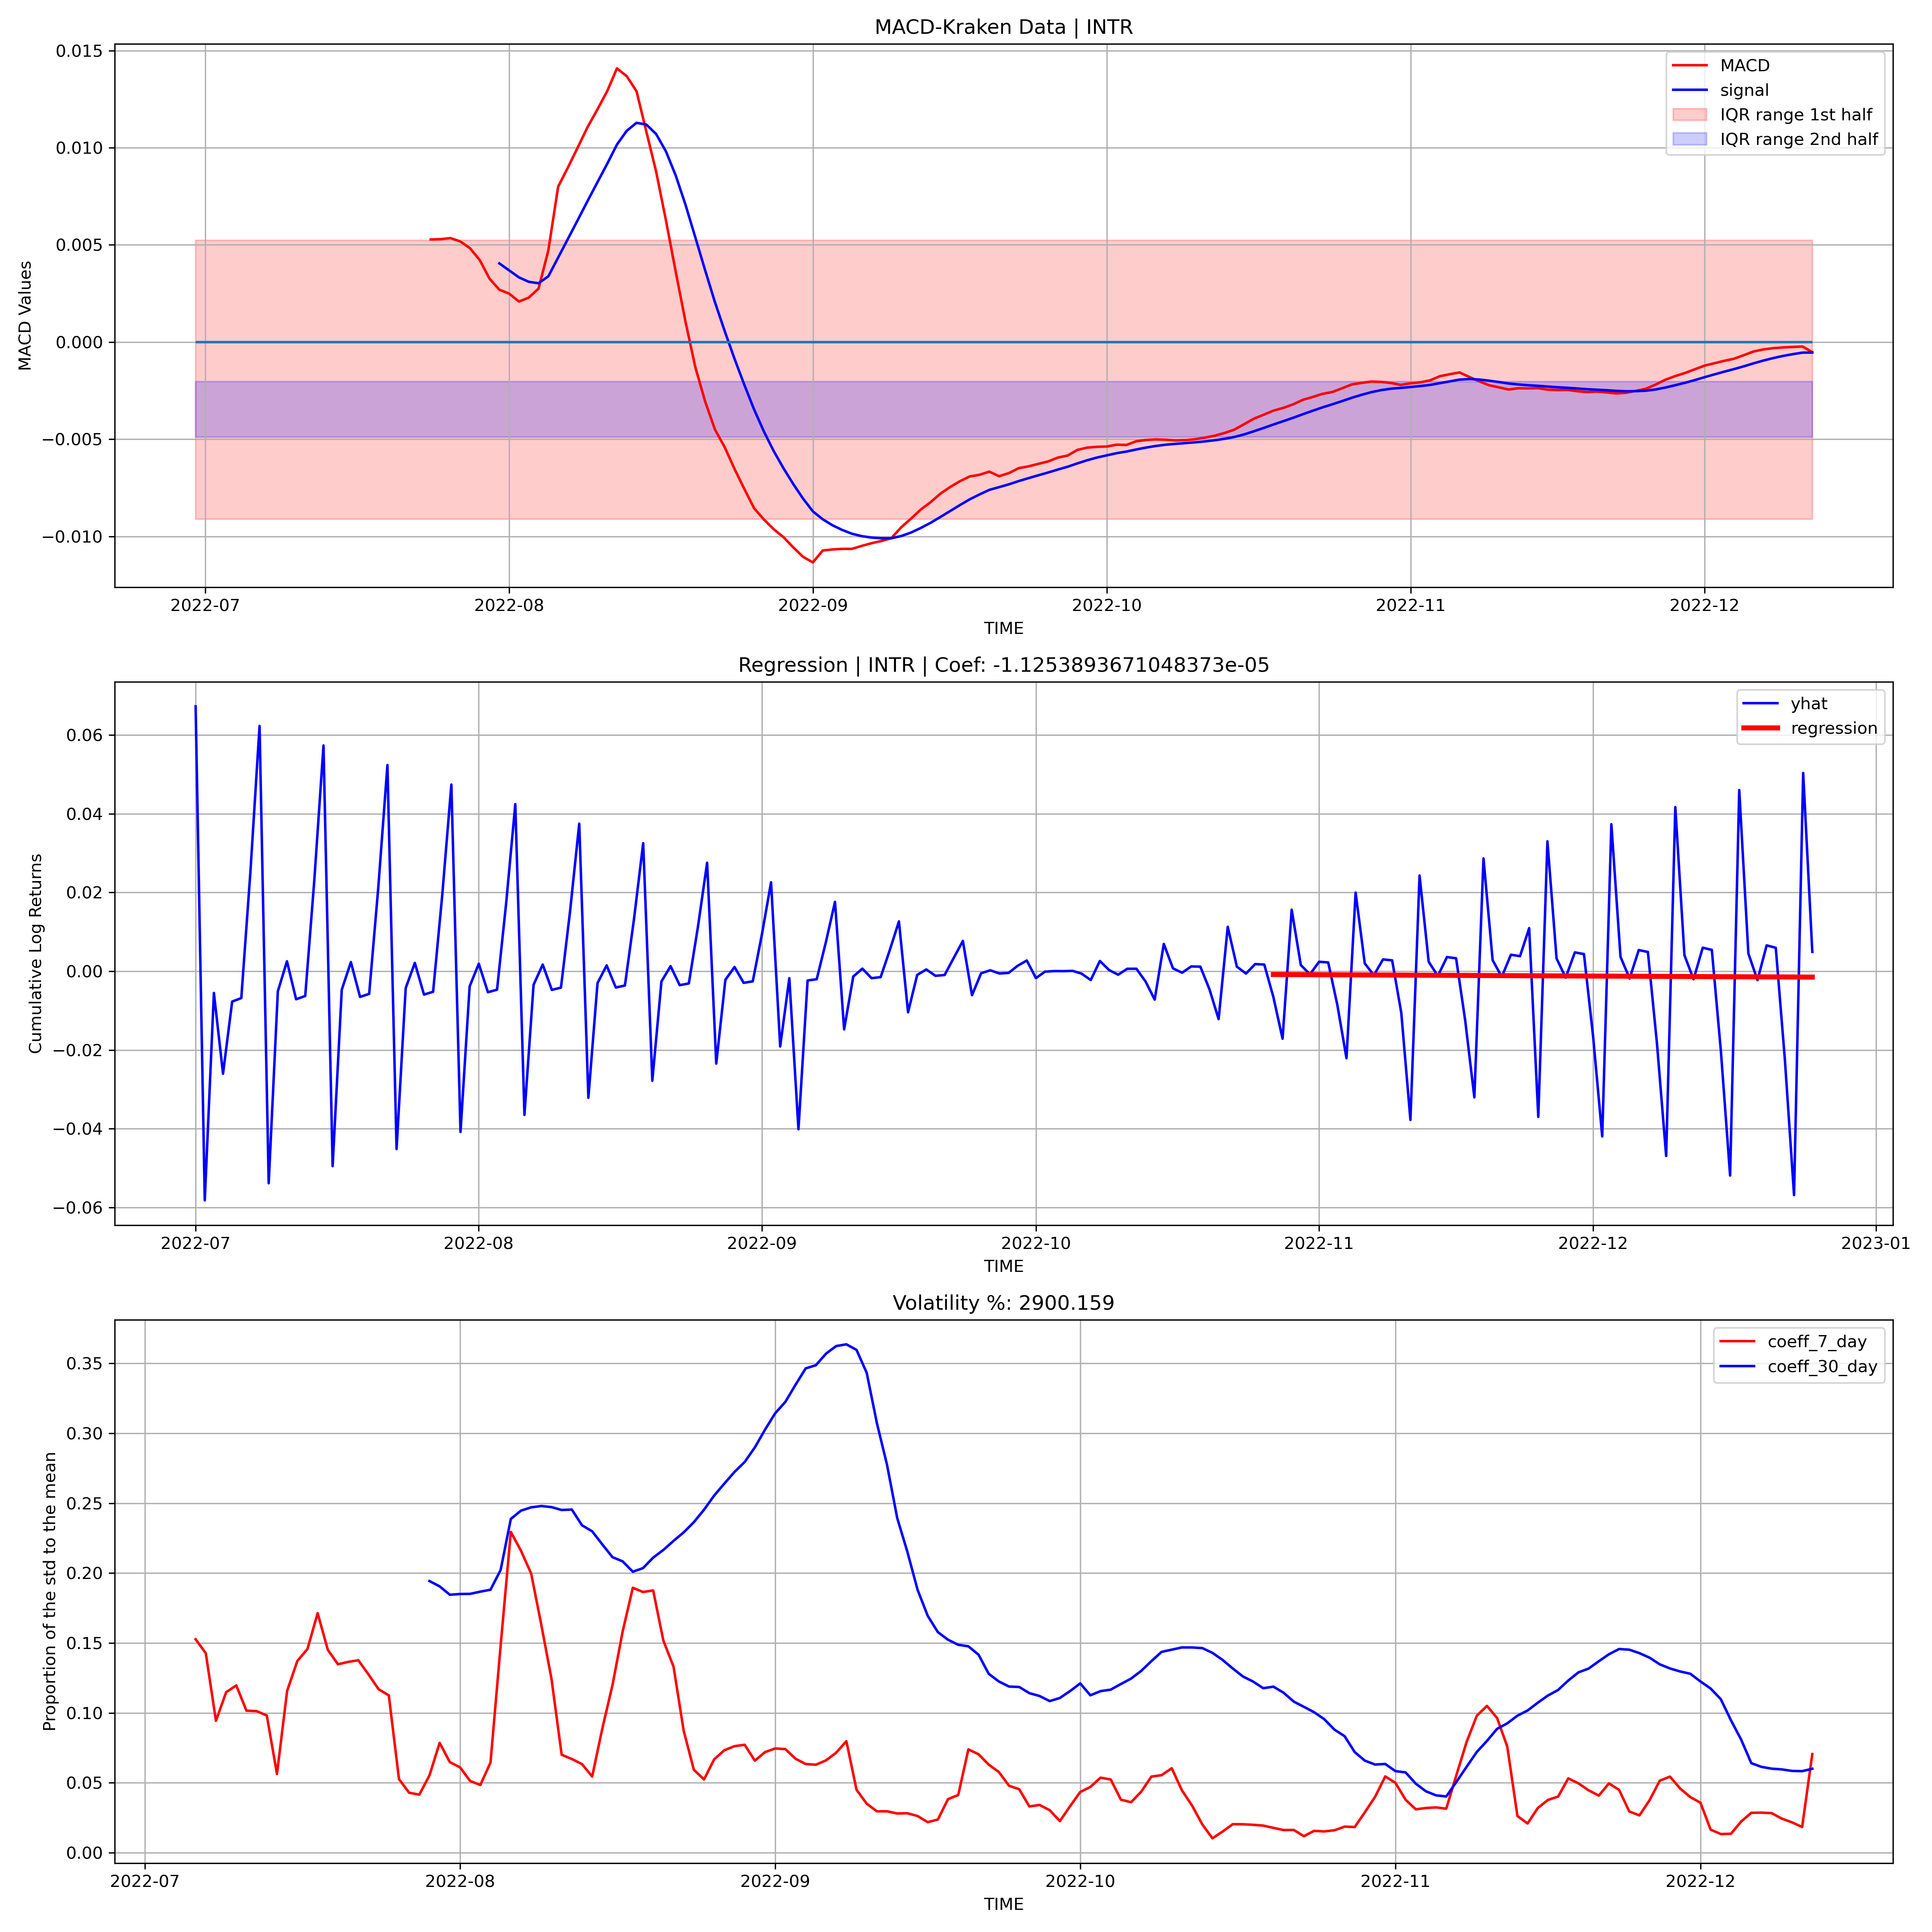 MACD-Kraken Data | INTR
MACD Values
0.015
0.010
0.005
0.000
−0.005
−0.010
MACD
signal
IQR range 1st half
IQR range 2nd half
2022-07 2022-08 2022-09 2022-10 2022-11 2022-12
TIME
Regression | INTR | Coef: -1.1253893671048373e-05
Cumulative Log Returns
0.06
0.04
0.02
0.00
−0.02
−0.04
−0.06
yhat
regression
2022-07 2022-08 2022-09 2022-10 2022-11 2022-12 2023-01
TIME
Volatility %: 2900.159
Proportion of the std to the mean
0.35
0.30
0.25
0.20
0.15
0.10
0.05
0.00
coeff_7_day
coeff_30_day
2022-07 2022-08 2022-09 2022-10 2022-11 2022-12
TIME